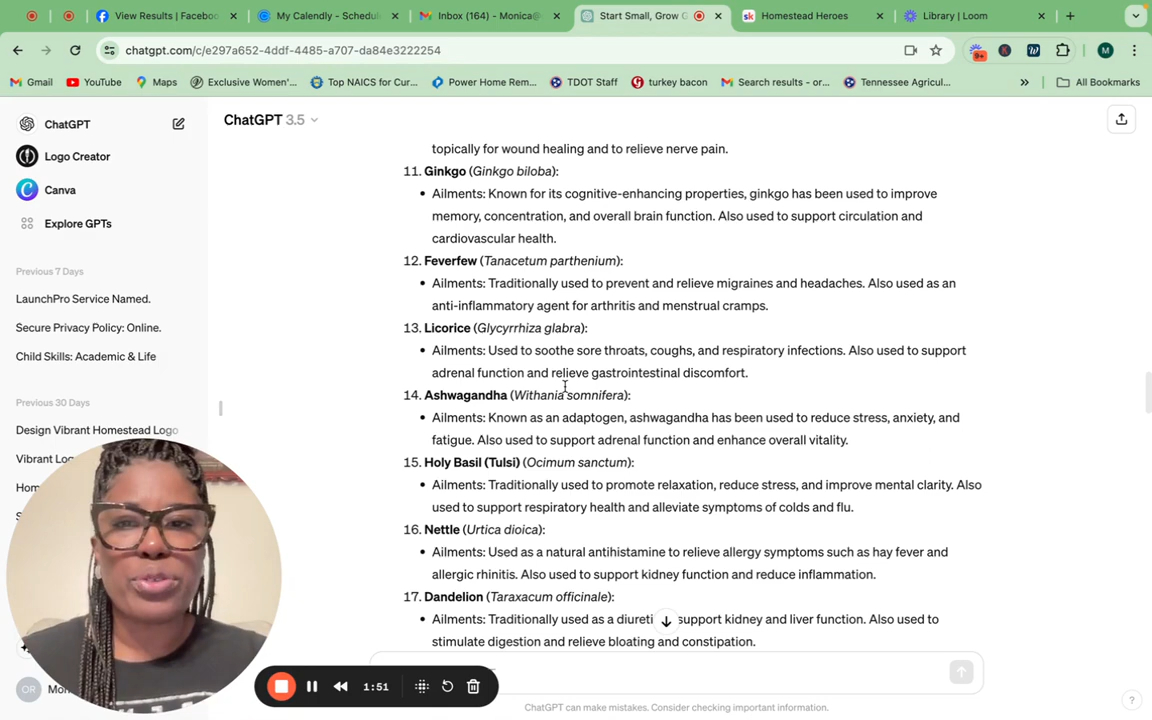 View Results | Faceboo
My Calendly - Schedul
Inbox (164) - Monica@
Start Small, Grow G
Homestead Heroes
Library | Loom
chatgpt.com/c/e297a652-4ddf-4485-a707-da84e3222254
9+
M
Gmail
YouTube
Maps
Exclusive Women'...
Top NAICS for Cur...
Power Home Rem...
TDOT Staff
turkey bacon
Search results - or...
Tennessee Agricul...
All Bookmarks
ChatGPT
Logo Creator
Canva
Explore GPTs
Previous 7 Days
LaunchPro Service Named.
Secure Privacy Policy: Online.
Child Skills: Academic & Life
Previous 30 Days
Design Vibrant Homestead Logo
Vibrant Lo
Hom
OR
Mon
ChatGPT 3.5
topically for wound healing and to relieve nerve pain.
11. Ginkgo (Ginkgo biloba):
• Ailments: Known for its cognitive-enhancing properties, ginkgo has been used to improve
memory, concentration, and overall brain function. Also used to support circulation and
cardiovascular health.
12. Feverfew (Tanacetum parthenium):
• Ailments: Traditionally used to prevent and relieve migraines and headaches. Also used as an
anti-inflammatory agent for arthritis and menstrual cramps.
13. Licorice (Glycyrrhiza glabra):
• Ailments: Used to soothe sore throats, coughs, and respiratory infections. Also used to support
adrenal function and relieve gastrointestinal discomfort.
14. Ashwagandha (Withania somnifera):
• Ailments: Known as an adaptogen, ashwagandha has been used to reduce stress, anxiety, and
fatigue. Also used to support adrenal function and enhance overall vitality.
15. Holy Basil (Tulsi) (Ocimum sanctum):
• Ailments: Traditionally used to promote relaxation, reduce stress, and improve mental clarity. Also
used to support respiratory health and alleviate symptoms of colds and flu.
16. Nettle (Urtica dioica):
• Ailments: Used as a natural antihistamine to relieve allergy symptoms such as hay fever and
allergic rhinitis. Also used to support kidney function and reduce inflammation.
17. Dandelion (Taraxacum officinale):
• Ailments: Traditionally used as a diureti support kidney and liver function. Also used to
stimulate digestion and relieve bloating and constipation.
1:51
ChatGPT can make mistakes. Consider checking important information.
?